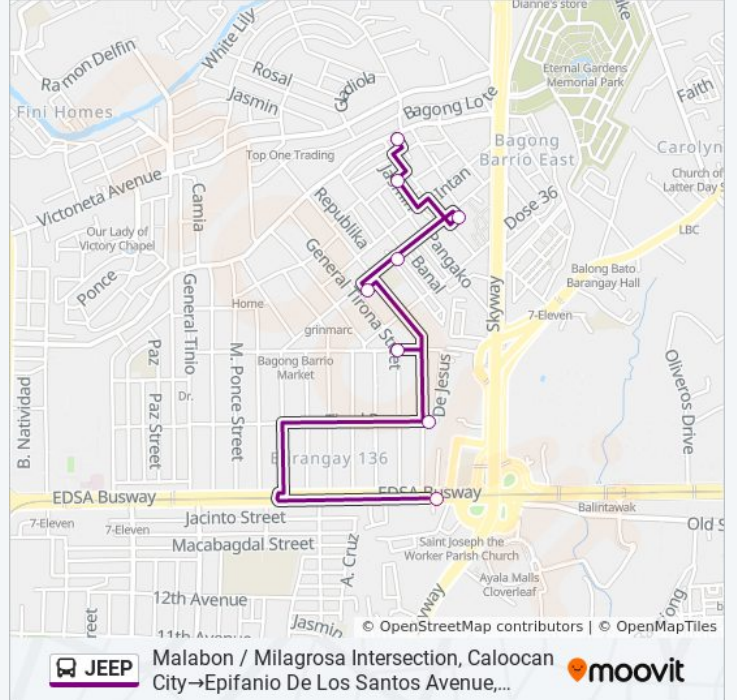 Dianne's store
uke
White Lily
Ramon Delfin
Rosal
Gladiola
Jasmin
Eternal Gardens
Memorial Park
Faith
Bagong Lote
Fini Homes
Bagong
Barrio East
Carolyn
Top One Trading
Church of
Latter Day S
Victoneta Avenue
Intan
Camia
Republika
Dose 36
Our Lady of
Victory Chapel
LBC
Pangako
General Tirona Street
Banal
Balong Bato
Barangay Hall
Ponce
General Tinio
Home
Skyway
7-Eleven
grinmarc
Paz
M. Ponce Street
Bagong Barrio
Market
De Jesus
Oliveros Drive
B. Natividad
Dr.
Paz Street
Barangay 136
EDSA Busway
EDSA Busway
Balintawak
7-Eleven
7-Eleven
Jacinto Street
Old S
Macabagdal Street
Saint Joseph the
Worker Parish Church
A. Cruz
Ayala Malls
Cloverleaf
12th Avenue
way
ong
reet
11th Avenue
Jasmin
© OpenStreetMap contributors | © OpenMapTiles
JEEP
Malabon / Milagrosa Intersection, Caloocan
City→Epifanio De Los Santos Avenue,...
moovit